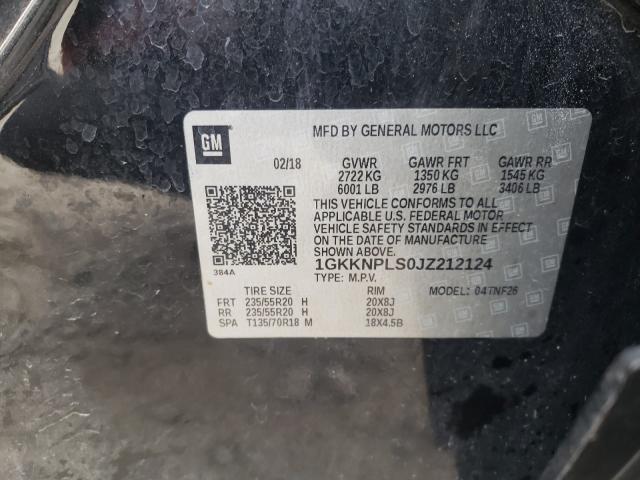 GM
MFD BY GENERAL MOTORS LLC
02/18 GVWR GAWR FRT GAWR RR
2722 KG 1350 KG 1545 KG
6001 LB 2976 LB 3406 LB
THIS VEHICLE CONFORMS TO ALL
APPLICABLE U.S. FEDERAL MOTOR
VEHICLE SAFETY STANDARDS IN EFFECT
ON THE DATE OF MANUFACTURE
SHOWN ABOVE.
384A
1GKKNPLS0JZ212124
TYPE: M.P.V. MODEL: 04TNF26
TIRE SIZE RIM
FRT 235/55R20 H 20X8J
RR 235/55R20 H 20X8J
SPA T135/70R18 M 18X4.5B